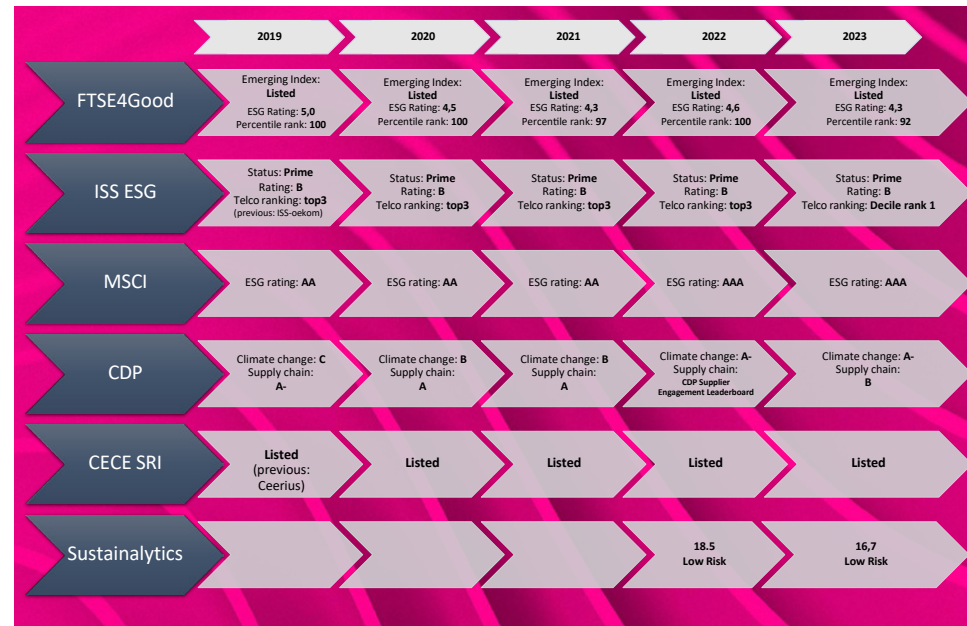 2019
2020
2021
2022
2023
FTSE4Good
Emerging Index:
Listed
ESG Rating: 5,0
Percentile rank: 100
Emerging Index:
Listed
ESG Rating: 4,5
Percentile rank: 100
Emerging Index:
Listed
ESG Rating: 4,3
Percentile rank: 97
Emerging Index:
Listed
ESG Rating: 4,6
Percentile rank: 100
Emerging Index:
Listed
ESG Rating: 4,3
Percentile rank: 92
ISS ESG
Status: Prime
Rating: B
Telco ranking: top3
(previous: ISS-oekom)
Status: Prime
Rating: B
Telco ranking: top3
Status: Prime
Rating: B
Telco ranking: top3
Status: Prime
Rating: B
Telco ranking: top3
Status: Prime
Rating: B
Telco ranking: Decile rank 1
MSCI
ESG rating: AA
ESG rating: AA
ESG rating: AA
ESG rating: AAA
ESG rating: AAA
CDP
Climate change: C
Supply chain:
A-
Climate change: B
Supply chain:
A
Climate change: B
Supply chain:
A
Climate change: A-
Supply chain:
CDP Supplier
Engagement Leaderboard
Climate change: A-
Supply chain:
B
CECE SRI
Listed
(previous:
Ceerius)
Listed
Listed
Listed
Listed
Sustainalytics
18.5
Low Risk
16,7
Low Risk